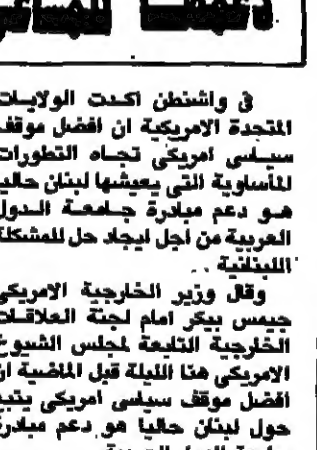 دعمها للمساعي
في واشنطن اكدت الولايات
المتحدة الامريكية ان افضل موقف
سياسي امريكي تجاه التطورات
المأساوية التي يعيشها لبنان حاليا
هو دعم مبادرة جامعة الدول
العربية من أجل ايجاد حل للمشكلة
اللبنانية ..
وقال وزير الخارجية الامريكي
جيمس بيكر امام لجنة العلاقات
الخارجية التابعة لمجلس الشيوخ
الامريكي هنا الليلة قبل الماضية ان
افضل موقف سياسي امريكي يتبع
حول لبنان حاليا هو دعم مبادرة